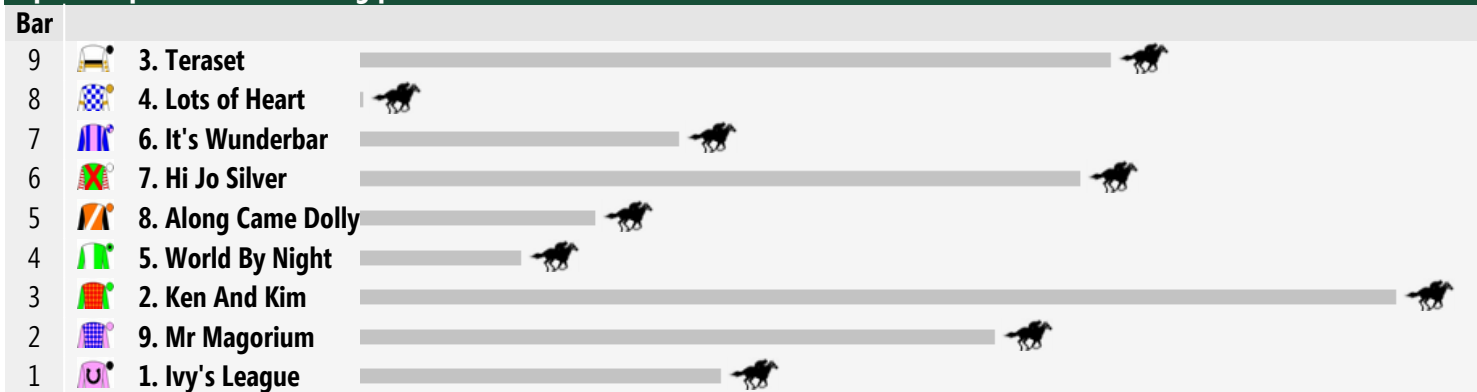 Bar
9 3. Teraset
8 4. Lots of Heart
7 6. It's Wunderbar
6 7. Hi Jo Silver
5 8. Along Came Dolly
4 5. World By Night
3 2. Ken And Kim
2 9. Mr Magorium
1 1. Ivy's League